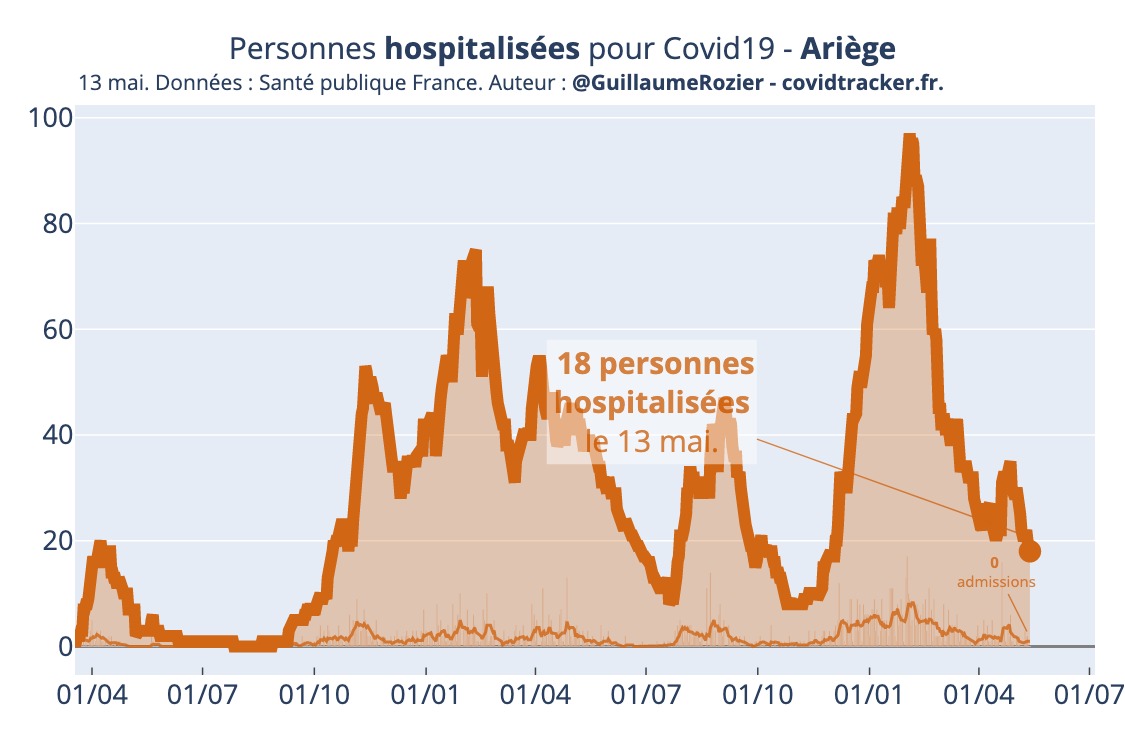 Personnes hospitalisées pour Covid19 - Ariège
13 mai. Données : Santé publique France. Auteur : @GuillaumeRozier - covidtracker.fr.
100
80
60
40
20
0
18 personnes
hospitalisées
le 13 mai.
0
admissions
01/04 01/07 01/10 01/01 01/04 01/07 01/10 01/01 01/04 01/07